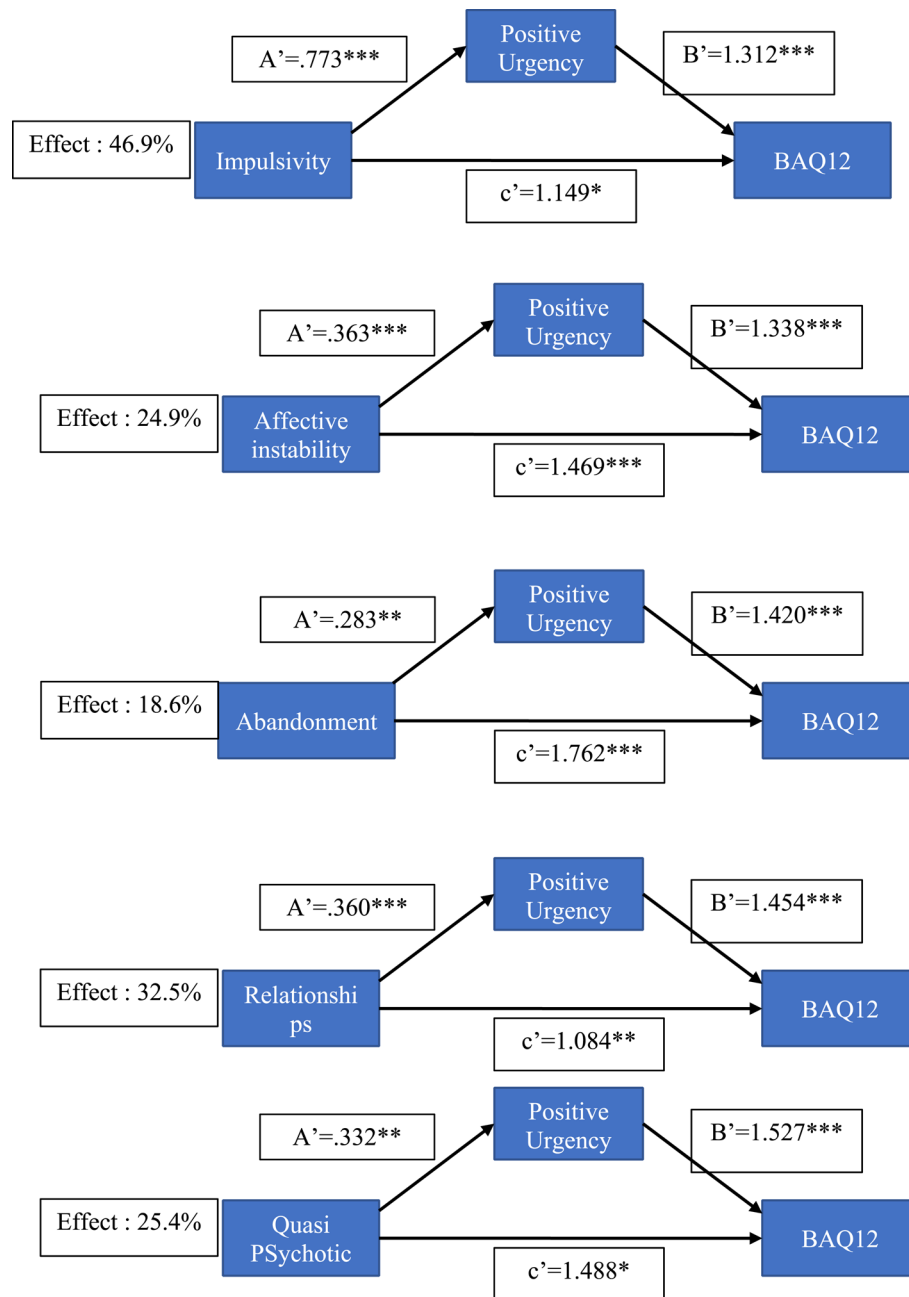 Positive
Urgency
A’=.773***
B’=1.312***
Effect : 46.9%
Impulsivity
BAQ12
c’=1.149*
Positive
Urgency
A’=.363***
B’=1.338***
Effect : 24.9%
Affective
instability
BAQ12
c’=1.469***
Positive
Urgency
A’=.283**
B’=1.420***
Effect : 18.6%
Abandonment
BAQ12
c’=1.762***
Positive
Urgency
A’=.360***
B’=1.454***
Effect : 32.5%
Relationshi
ps
BAQ12
c’=1.084**
Positive
Urgency
A’=.332**
B’=1.527***
Effect : 25.4%
Quasi
PSychotic
BAQ12
c’=1.488*